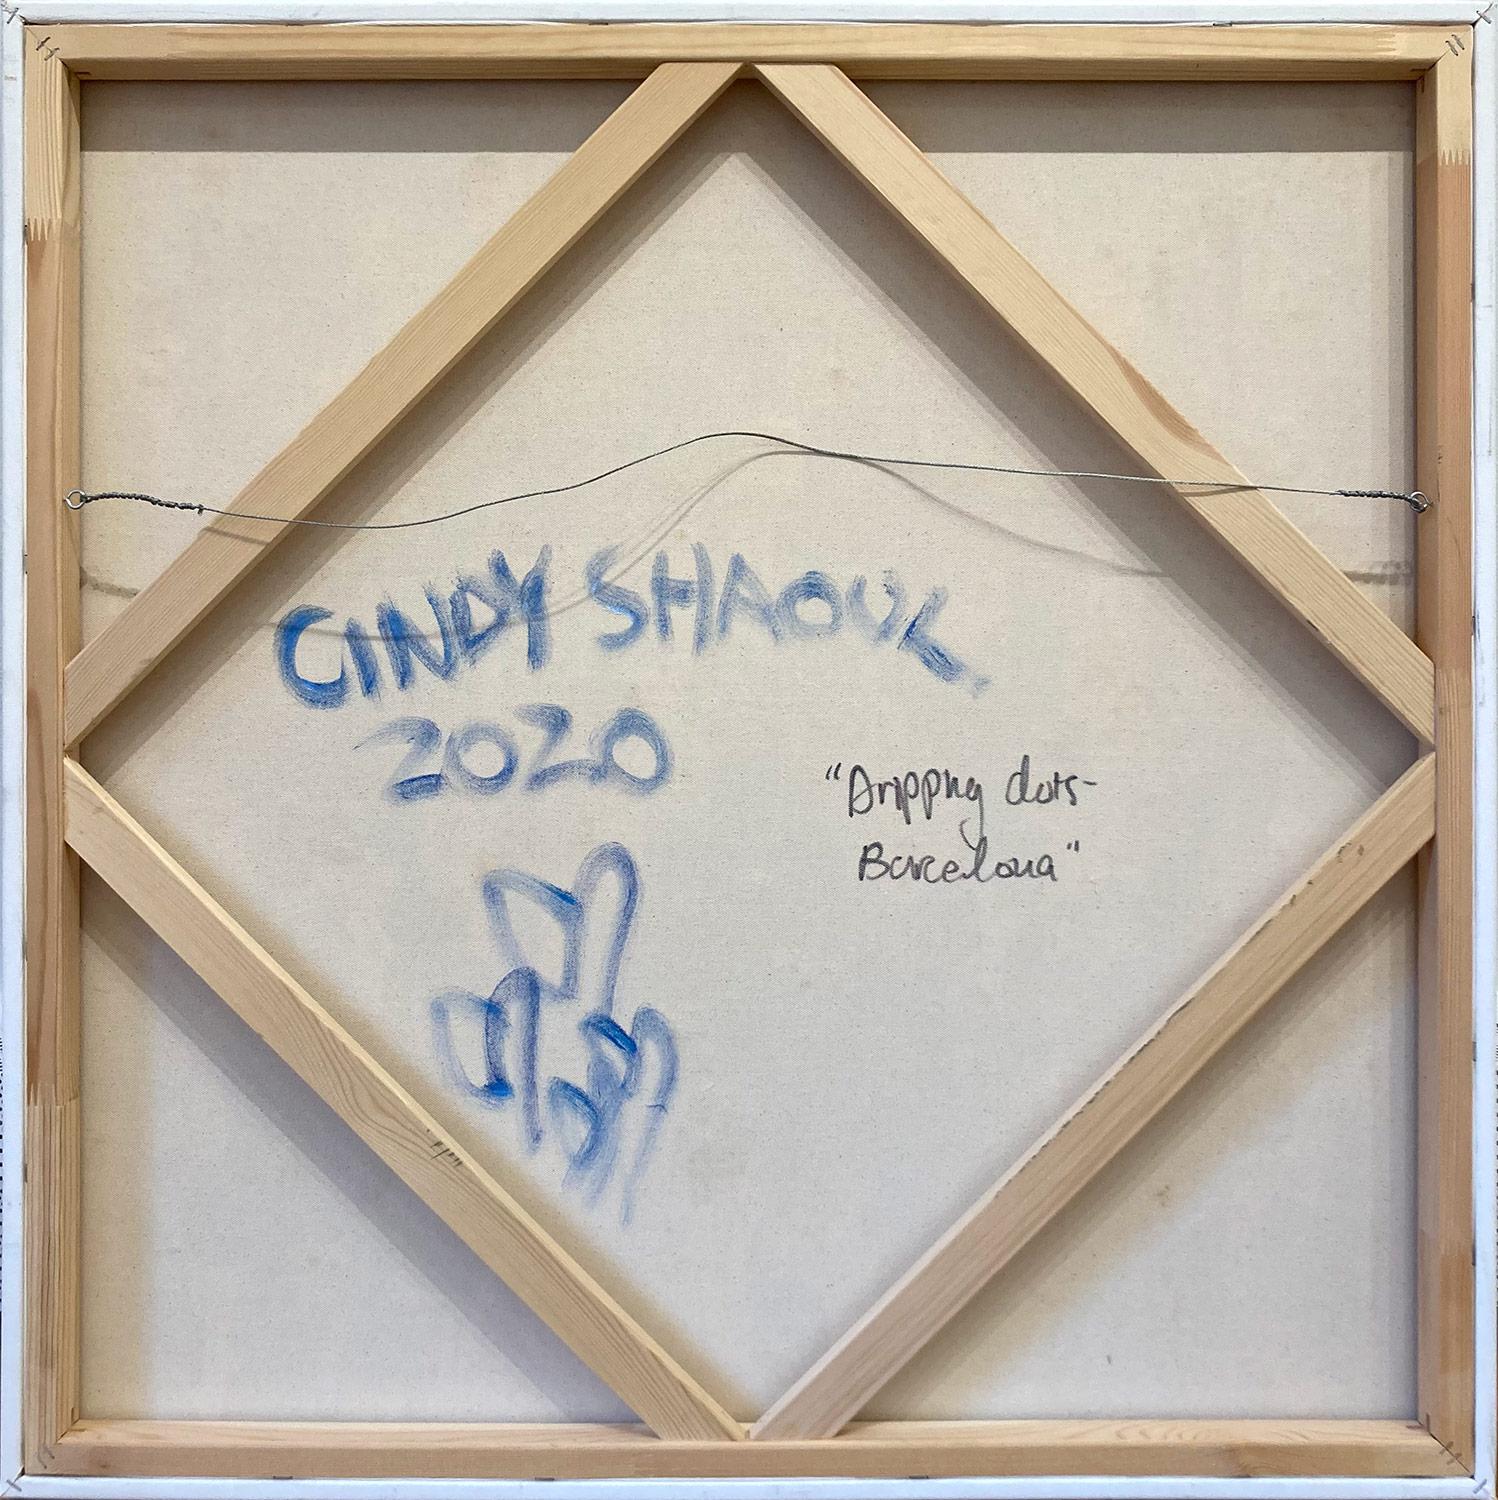 CINDY SHAOUL
2020
"Dripping dots-
Barcelona"